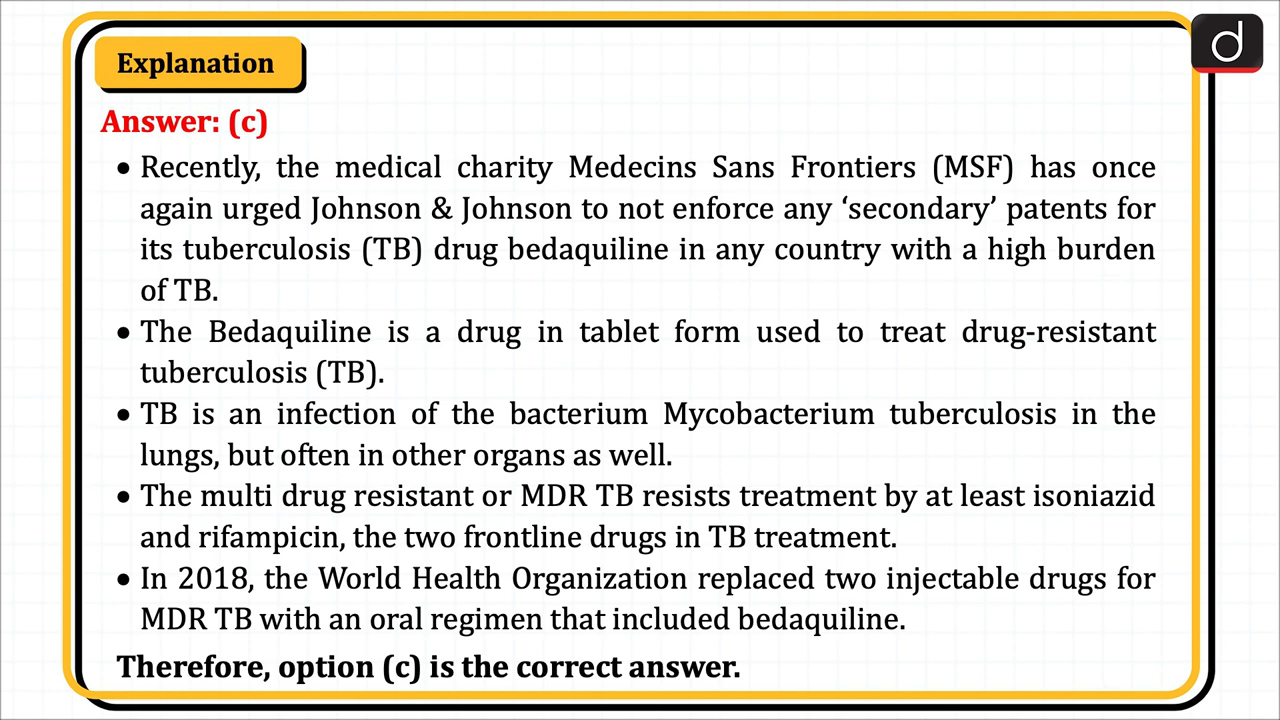 Explanation
d
Answer: (c)
• Recently, the medical charity Medecins Sans Frontiers (MSF) has once
again urged Johnson & Johnson to not enforce any ‘secondary’ patents for
its tuberculosis (TB) drug bedaquiline in any country with a high burden
of TB.
• The Bedaquiline is a drug in tablet form used to treat drug-resistant
tuberculosis (TB).
• TB is an infection of the bacterium Mycobacterium tuberculosis in the
lungs, but often in other organs as well.
• The multi drug resistant or MDR TB resists treatment by at least isoniazid
and rifampicin, the two frontline drugs in TB treatment.
• In 2018, the World Health Organization replaced two injectable drugs for
MDR TB with an oral regimen that included bedaquiline.
Therefore, option (c) is the correct answer.